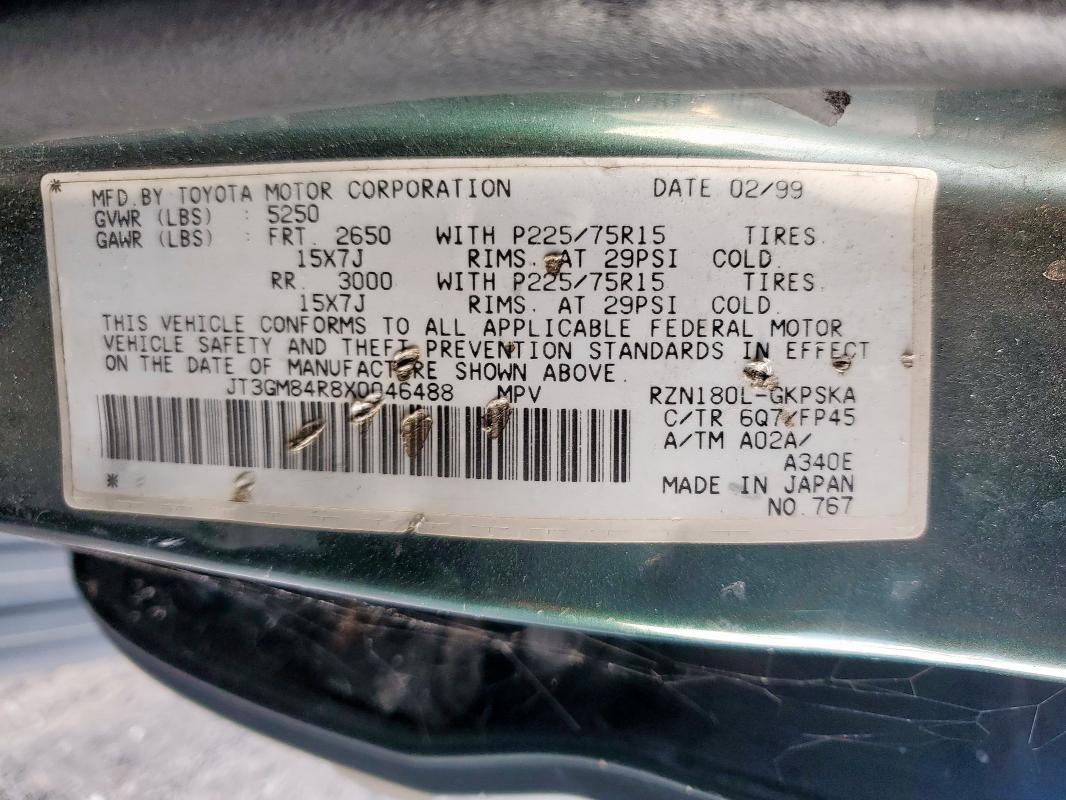 MFD. BY TOYOTA MOTOR CORPORATION DATE 02/99
GVWR (LBS) : 5250
GAWR (LBS) : FRT. 2650 WITH P225/75R15 TIRES.
15X7J RIMS. AT 29PSI COLD.
RR. 3000 WITH P225/75R15 TIRES.
15X7J RIMS. AT 29PSI COLD.
THIS VEHICLE CONFORMS TO ALL APPLICABLE FEDERAL MOTOR
VEHICLE SAFETY AND THEFT PREVENTION STANDARDS IN EFFECT
ON THE DATE OF MANUFACTURE SHOWN ABOVE.
JT3GM84R8X0046488 MPV RZN180L-GKPSKA
C/TR FP45
A/TM A02A/
A340E
MADE IN JAPAN
NO.767